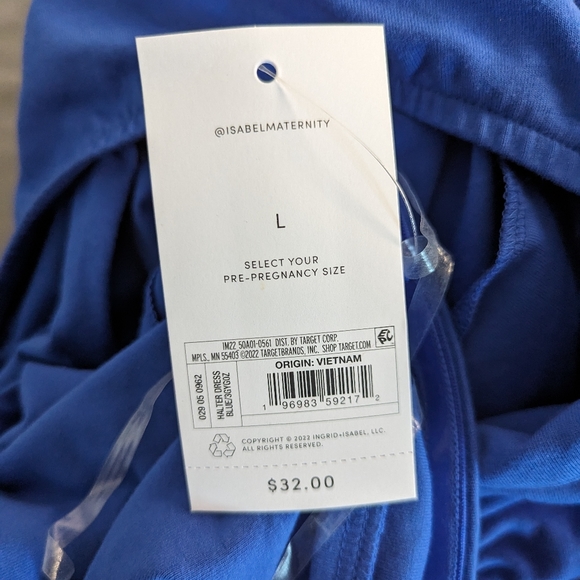 @ISABELMATERNITY
L
SELECT YOUR
PRE-PREGNANCY SIZE
IM22 50A01-0561 DIST. BY TARGET CORP.
MPLS, MN 55403 ©2022 TARGETBRANDS, INC. SHOP TARGET.COM
029 05 0962
HALTER DRESS
BLUE/3GYGDZ
ORIGIN: VIETNAM
1 96983 59217 2
COPYRIGHT © 2022 INGRID+ISABEL, LLC.
ALL RIGHTS RESERVED.
$32.00